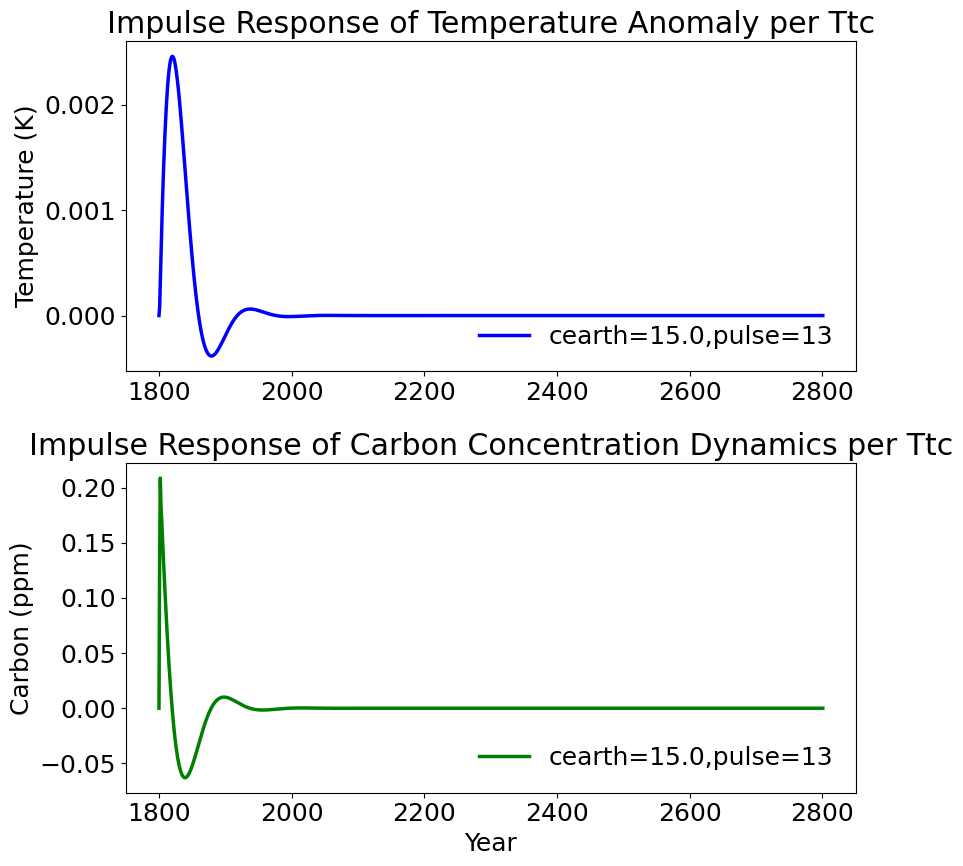 Impulse Response of Temperature Anomaly per Ttc
Temperature (K)
0.002
0.001
0.000
cearth=15.0,pulse=13
1800 2000 2200 2400 2600 2800
Impulse Response of Carbon Concentration Dynamics per Ttc
Carbon (ppm)
0.20
0.15
0.10
0.05
0.00
−0.05
cearth=15.0,pulse=13
1800 2000 2200 2400 2600 2800
Year